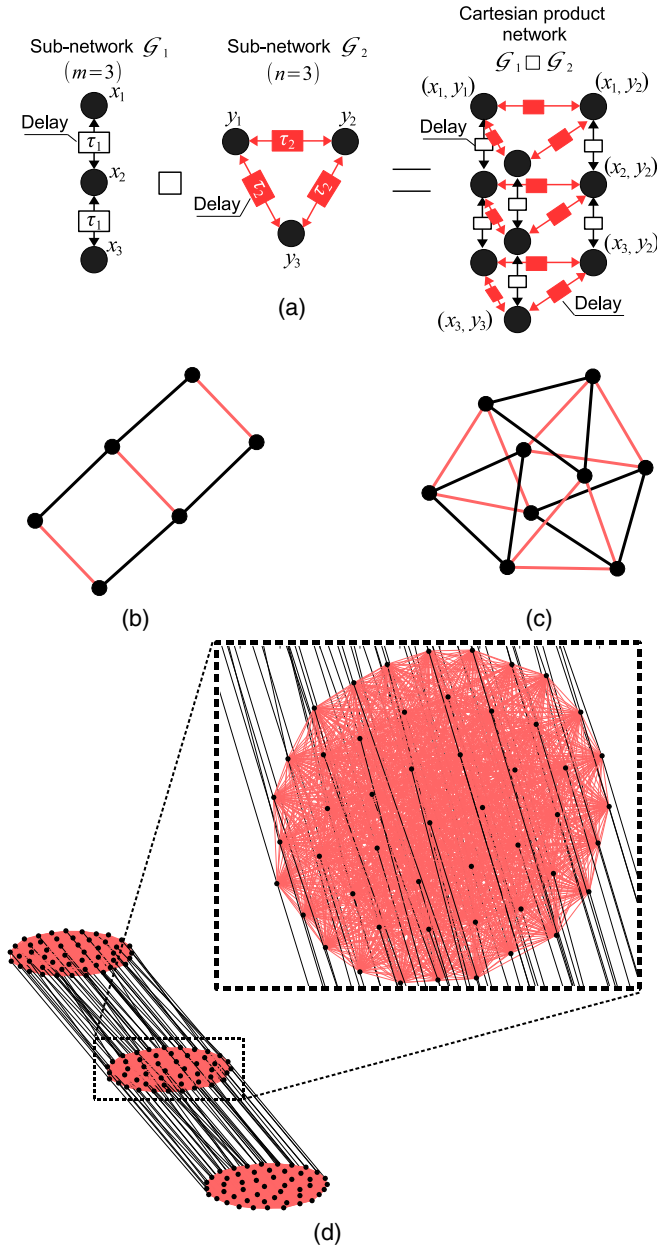 Sub-network 𝒢₁
(m=3)
x₁
Delay
τ₁
x₂
τ₁
x₃
Sub-network 𝒢₂
(n=3)
y₁
y₂
τ₂
τ₂
τ₂
Delay
y₃
Cartesian product
network
𝒢₁ □ 𝒢₂
(x₁, y₁)
(x₁, y₂)
Delay
(x₂, y₂)
(x₃, y₂)
(x₃, y₃)
Delay
(a)
(b)
(c)
(d)